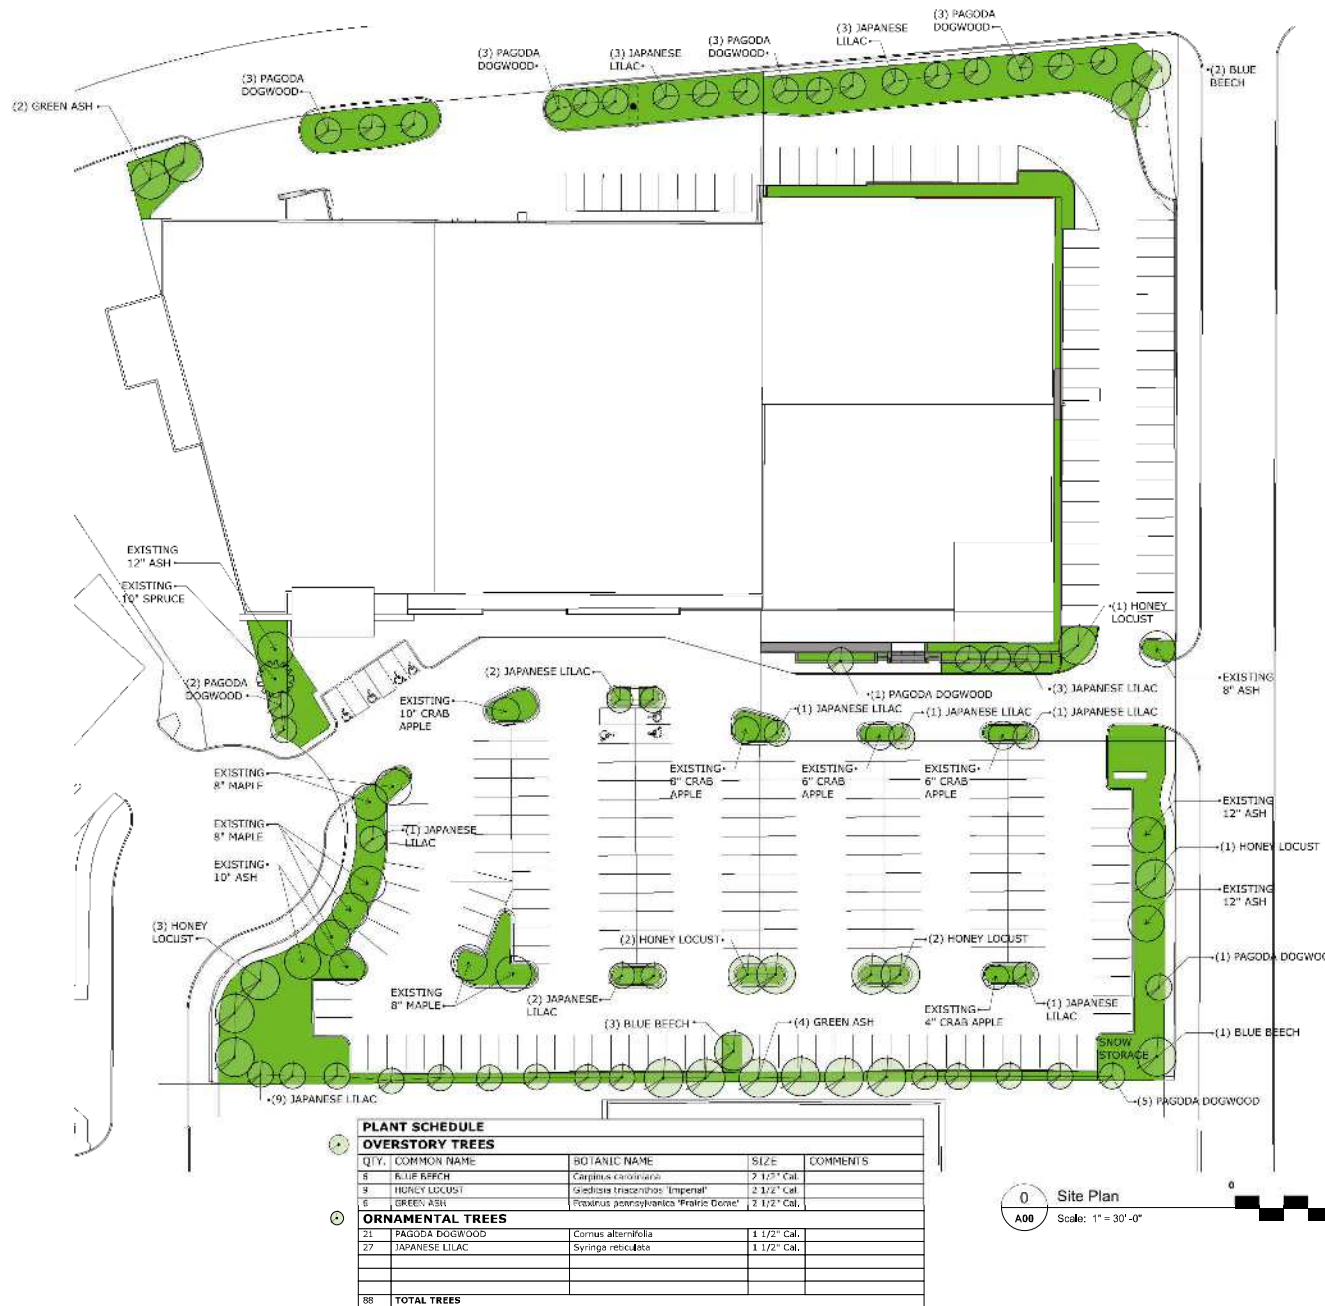 (3) PAGODA
DOGWOOD
(3) JAPANESE
LILAC
(3) PAGODA
DOGWOOD
(3) JAPANESE
LILAC
(3) PAGODA
DOGWOOD
(3) PAGODA
DOGWOOD
(2) BLUE
BEECH
(2) GREEN ASH
EXISTING
12" ASH
EXISTING
10" SPRUCE
(2) PAGODA
DOGWOOD
(1) HONEY
LOCUST
EXISTING
8" ASH
(2) JAPANESE LILAC
EXISTING
10" CRAB
APPLE
(1) PAGODA DOGWOOD
(3) JAPANESE LILAC
(1) JAPANESE LILAC
(1) JAPANESE LILAC
(1) JAPANESE LILAC
EXISTING
CRAB
APPLE
EXISTING
6" CRAB
APPLE
EXISTING
6" CRAB
APPLE
EXISTING
8" MAPLE
EXISTING
8" MAPLE
(1) JAPANESE
LILAC
EXISTING
10" ASH
(3) HONEY
LOCUST
EXISTING
12" ASH
(1) HONEY LOCUST
EXISTING
12" ASH
(2) HONEY LOCUST
(2) HONEY LOCUST
(1) PAGODA DOGWOO
EXISTING
8" MAPLE
(2) JAPANESE
LILAC
EXISTING
4" CRAB APPLE
(1) JAPANESE
LILAC
(3) BLUE BEECH
(4) GREEN ASH
(1) BLUE BEECH
SNOW
STORAGE
(9) JAPANESE LILAC
(5) PAGODA DOGWOOD
PLANT SCHEDULE
OVERSTORY TREES
QTY. COMMON NAME BOTANIC NAME SIZE COMMENTS
6 BLUE BEECH Carpinus caroliniana 2 1/2" Cal.
9 HONEY LOCUST Gleditsia triacanthos 'Imperial' 2 1/2" Cal.
6 GREEN ASH Fraxinus pennsylvanica 'Prairie Dome' 2 1/2" Cal.
ORNAMENTAL TREES
21 PAGODA DOGWOOD Cornus alternifolia 1 1/2" Cal.
27 JAPANESE LILAC Syringa reticulata 1 1/2" Cal.
88 TOTAL TREES
0
A00
Site Plan
Scale: 1" = 30'-0"
0